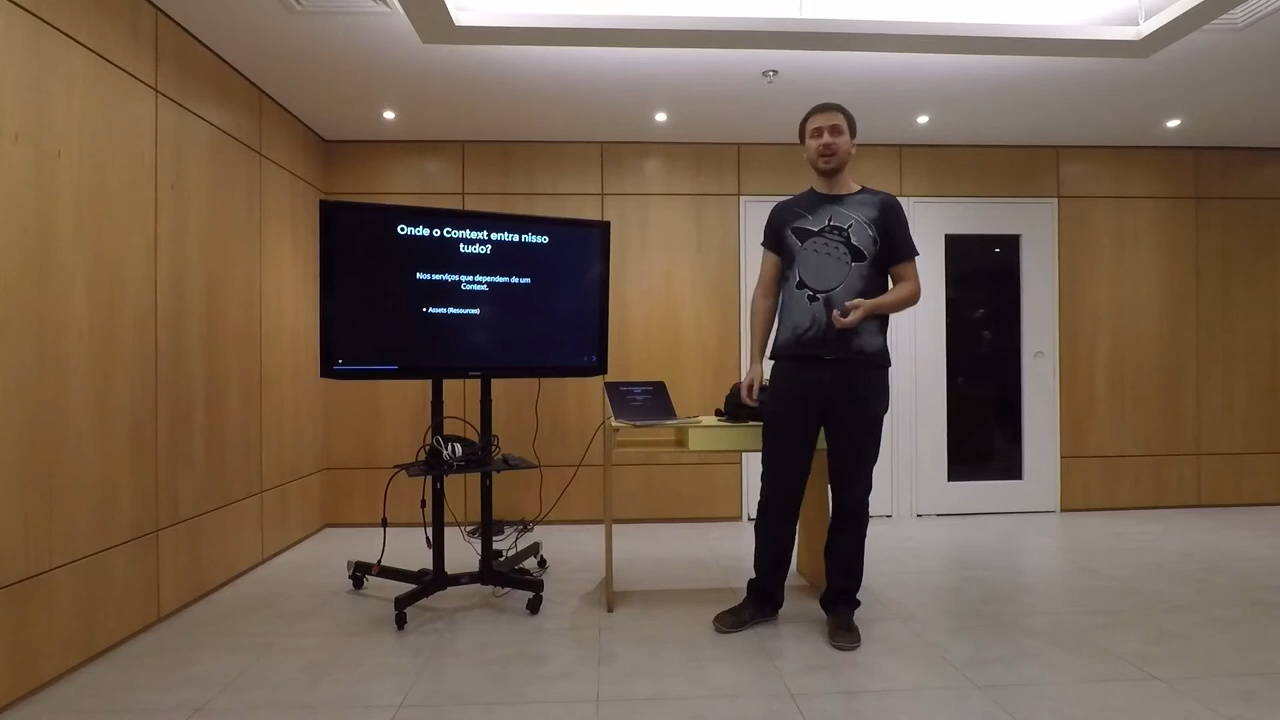 Onde o Context entra nisso
tudo?
Nos serviços que dependem de um
Context.
• Assets (Resources)